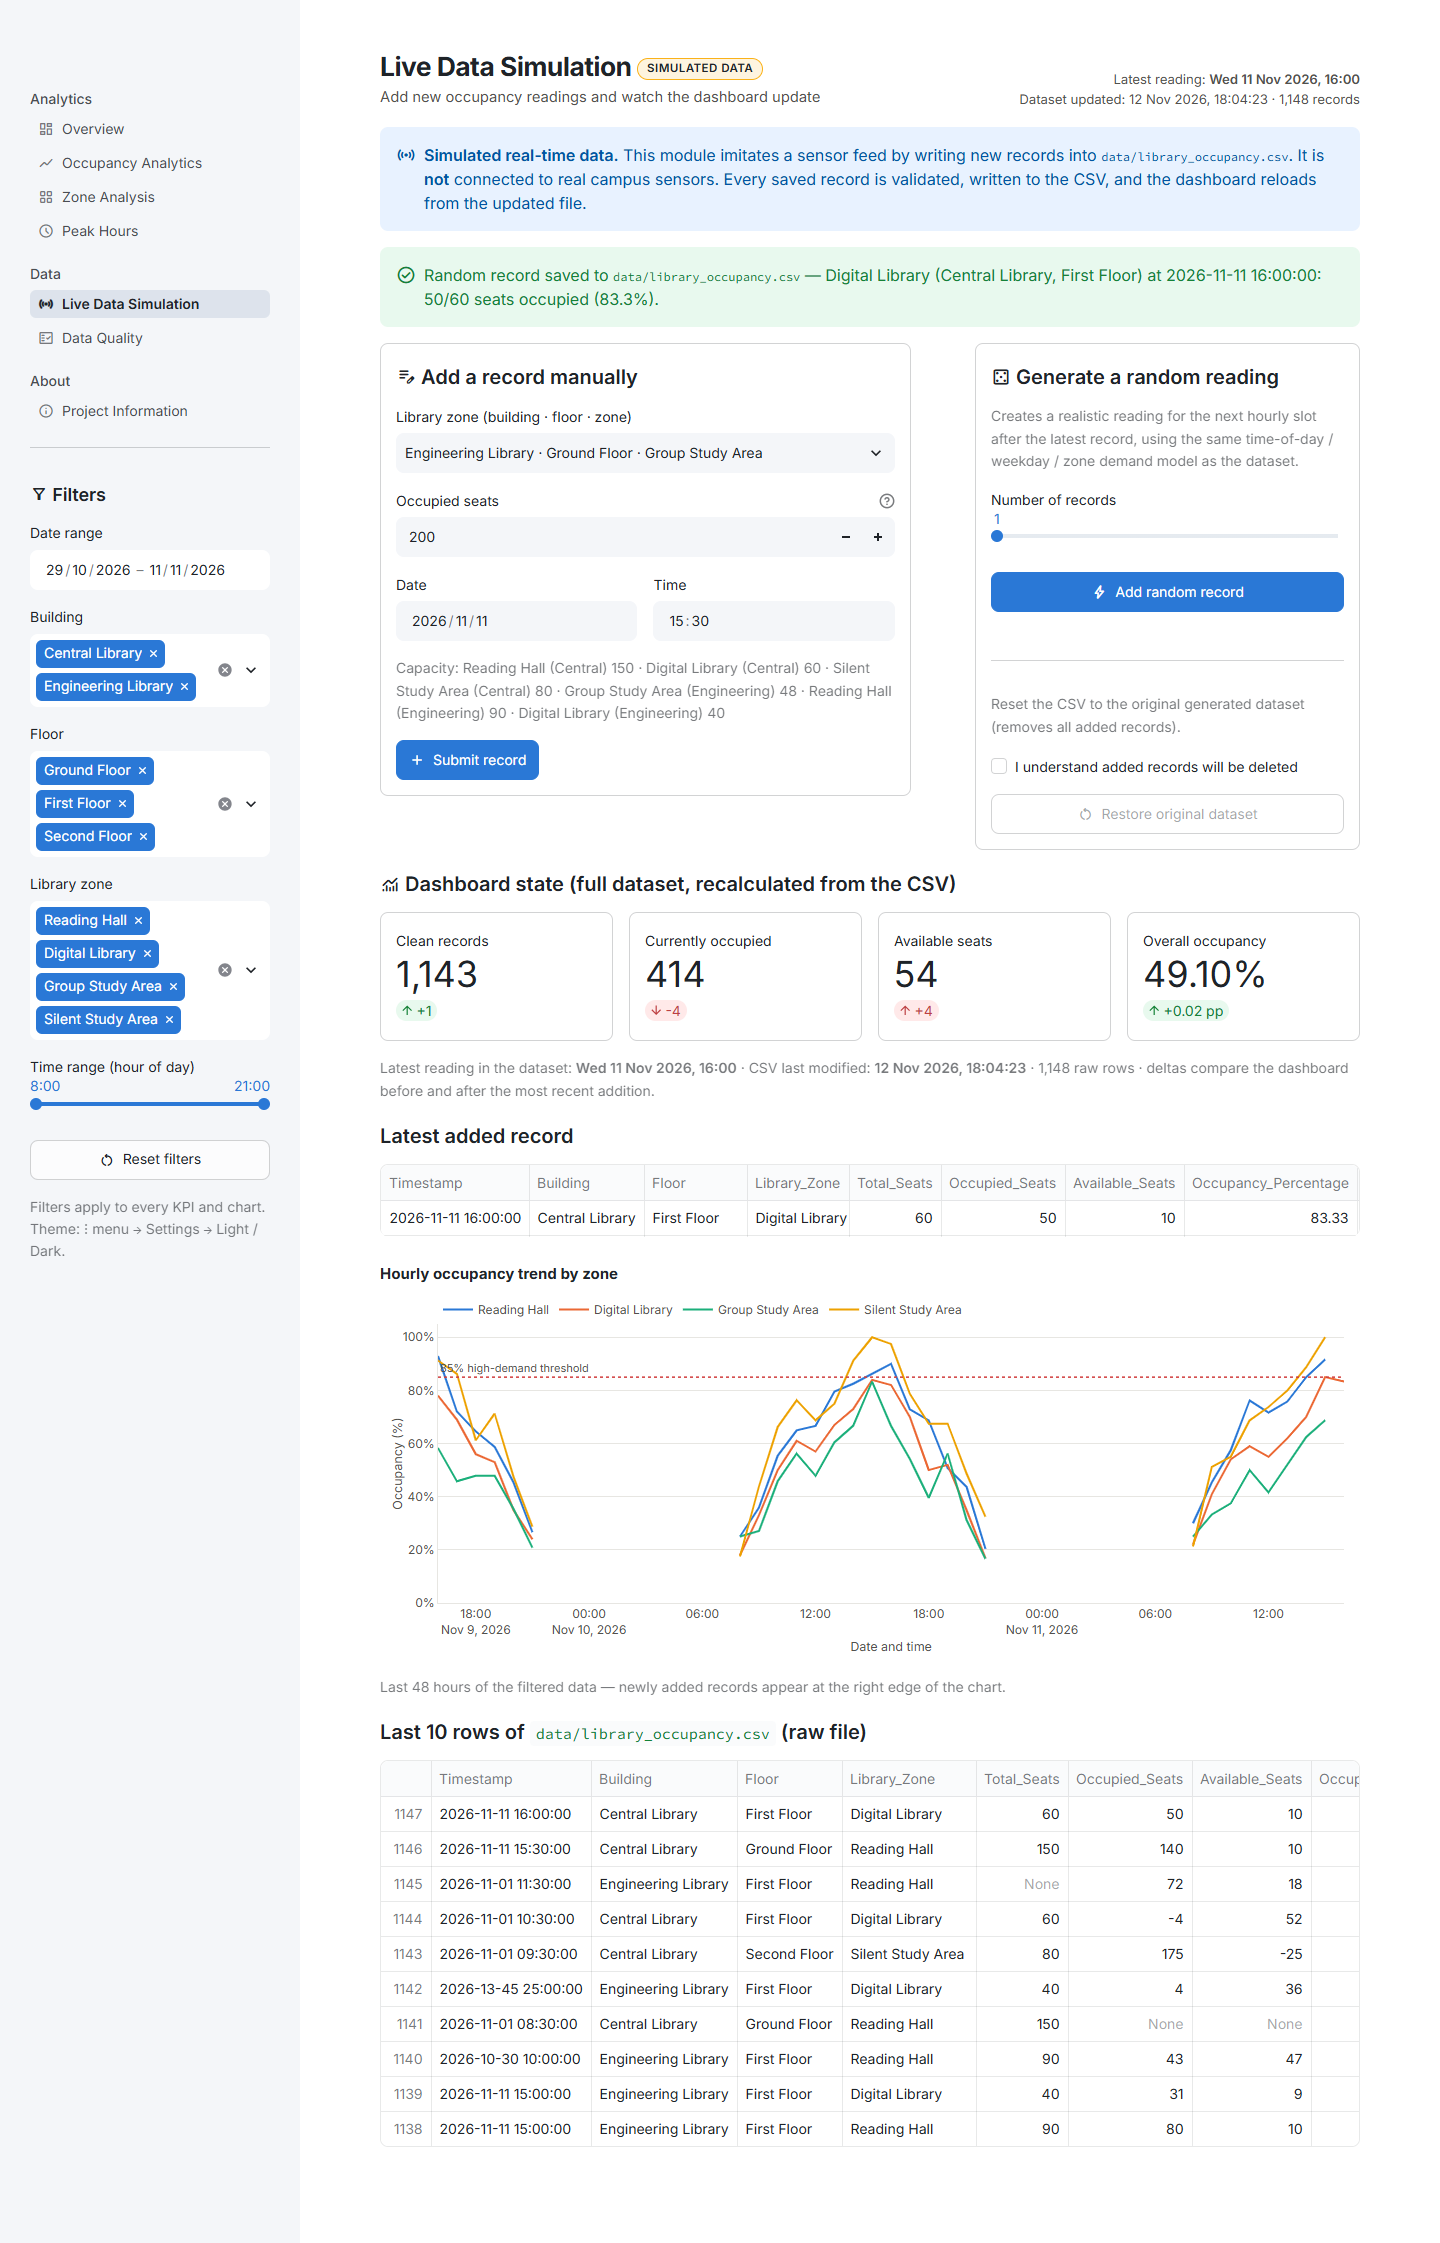 Analytics
Overview
Occupancy Analytics
Zone Analysis
Peak Hours
Data
Live Data Simulation
Data Quality
About
Project Information
Filters
Date range
29/10/2026 – 11/11/2026
Building
Central Library ×
Engineering Library ×
Floor
Ground Floor ×
First Floor ×
Second Floor ×
Library zone
Reading Hall ×
Digital Library ×
Group Study Area ×
Silent Study Area ×
Time range (hour of day)
8:00 21:00
Reset filters
Filters apply to every KPI and chart.
Theme: ⋮ menu → Settings → Light /
Dark.
Live Data Simulation SIMULATED DATA
Add new occupancy readings and watch the dashboard update
Latest reading: Wed 11 Nov 2026, 16:00
Dataset updated: 12 Nov 2026, 18:04:23 · 1,148 records
Simulated real-time data. This module imitates a sensor feed by writing new records into data/library_occupancy.csv. It is
not connected to real campus sensors. Every saved record is validated, written to the CSV, and the dashboard reloads
from the updated file.
Random record saved to data/library_occupancy.csv — Digital Library (Central Library, First Floor) at 2026-11-11 16:00:00:
50/60 seats occupied (83.3%).
Add a record manually
Library zone (building · floor · zone)
Engineering Library · Ground Floor · Group Study Area
Occupied seats
200 − +
Date Time
2026/11/11 15:30
Capacity: Reading Hall (Central) 150 · Digital Library (Central) 60 · Silent
Study Area (Central) 80 · Group Study Area (Engineering) 48 · Reading Hall
(Engineering) 90 · Digital Library (Engineering) 40
+ Submit record
Generate a random reading
Creates a realistic reading for the next hourly slot
after the latest record, using the same time-of-day /
weekday / zone demand model as the dataset.
Number of records
1
Add random record
Reset the CSV to the original generated dataset
(removes all added records).
I understand added records will be deleted
Restore original dataset
Dashboard state (full dataset, recalculated from the CSV)
Clean records
1,143
↑ +1
Currently occupied
414
↓ -4
Available seats
54
↑ +4
Overall occupancy
49.10%
↑ +0.02 pp
Latest reading in the dataset: Wed 11 Nov 2026, 16:00 · CSV last modified: 12 Nov 2026, 18:04:23 · 1,148 raw rows · deltas compare the dashboard
before and after the most recent addition.
Latest added record
Timestamp Building Floor Library_Zone Total_Seats Occupied_Seats Available_Seats Occupancy_Percentage
2026-11-11 16:00:00 Central Library First Floor Digital Library 60 50 10 83.33
Hourly occupancy trend by zone
Reading Hall Digital Library Group Study Area Silent Study Area
100%
85% high-demand threshold
80%
60%
40%
20%
0%
Occupancy (%)
18:00 00:00 06:00 12:00 18:00 00:00 06:00 12:00
Nov 9, 2026 Nov 10, 2026 Nov 11, 2026
Date and time
Last 48 hours of the filtered data — newly added records appear at the right edge of the chart.
Last 10 rows of data/library_occupancy.csv (raw file)
Timestamp Building Floor Library_Zone Total_Seats Occupied_Seats Available_Seats Occup
1147 2026-11-11 16:00:00 Central Library First Floor Digital Library 60 50 10
1146 2026-11-11 15:30:00 Central Library Ground Floor Reading Hall 150 140 10
1145 2026-11-01 11:30:00 Engineering Library First Floor Reading Hall None 72 18
1144 2026-11-01 10:30:00 Central Library First Floor Digital Library 60 -4 52
1143 2026-11-01 09:30:00 Central Library Second Floor Silent Study Area 80 175 -25
1142 2026-13-45 25:00:00 Engineering Library First Floor Digital Library 40 4 36
1141 2026-11-01 08:30:00 Central Library Ground Floor Reading Hall 150 None None
1140 2026-10-30 10:00:00 Engineering Library First Floor Reading Hall 90 43 47
1139 2026-11-11 15:00:00 Engineering Library First Floor Digital Library 40 31 9
1138 2026-11-11 15:00:00 Engineering Library First Floor Reading Hall 90 80 10